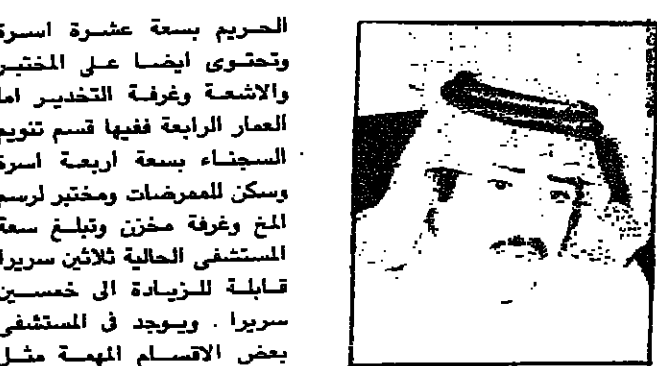 الحريم بسعة عشرة اسرة
وتحتوى ايضا على المختبر
والاشعة وغرفة التخدير اما
العمار الرابعة ففيها قسم تنويم
السجناء بسعة اربعة اسرة
وسكن للممرضات ومختبر لرسم
المخ وغرفة مخزن وتبلغ سعة
المستشفى الحالية ثلاثين سريرا
قابلة للزيادة الى خمسين
سريرا . ويوجد فى المستشفى
بعض الاقسام المهمة مثل